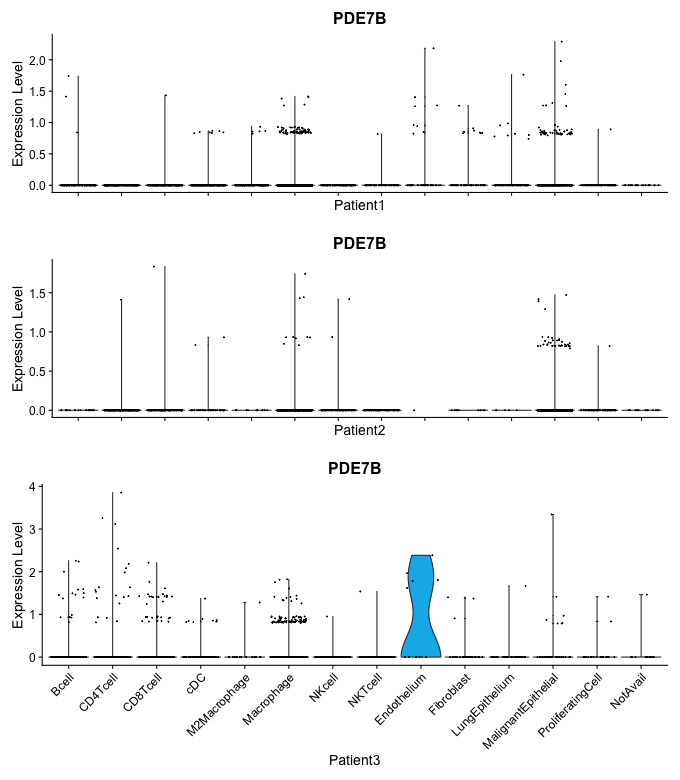 PDE7B
Expression Level
2.0
1.5
1.0
0.5
0.0
Patient1
PDE7B
Expression Level
1.5
1.0
0.5
0.0
Patient2
PDE7B
Expression Level
4
3
2
1
0
Bcell
CD4Tcell
CD8Tcell
cDC
M2Macrophage
Macrophage
NKcell
NKTcell
Endothelium
Fibroblast
LungEpithelium
MalignantEpithelial
ProliferatingCell
NotAvail
Patient3